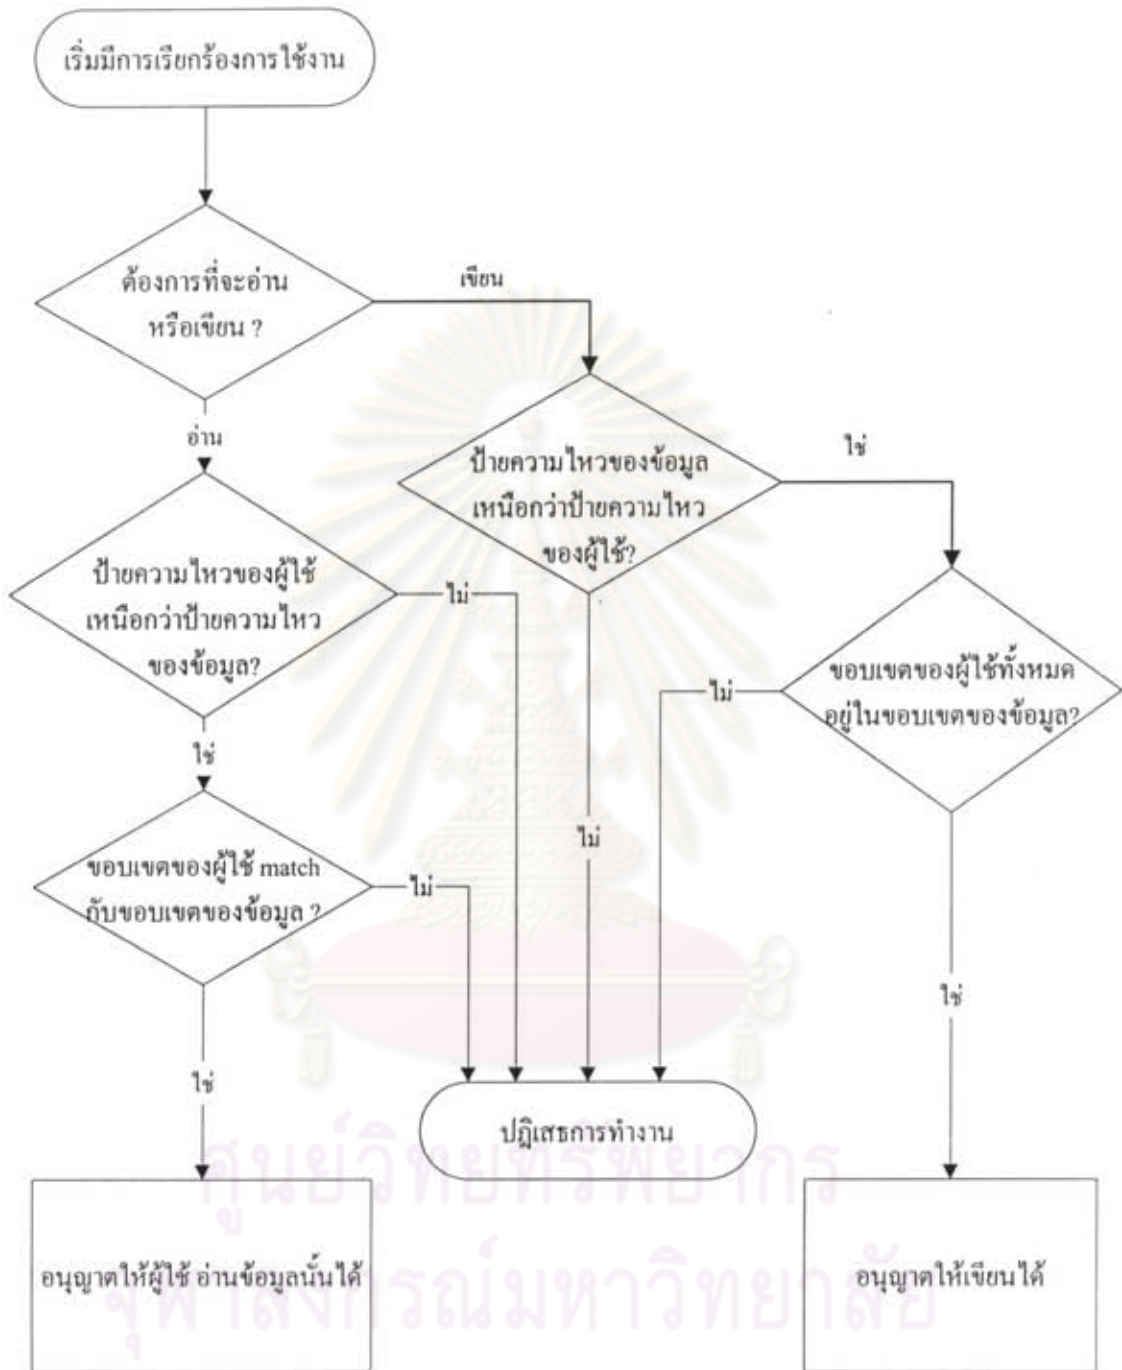 เริ่มมีการเรียกร้องการใช้งาน
ต้องการที่จะอ่าน
หรือเขียน ?
เขียน
อ่าน
ป้ายความไหวของข้อมูล
เหนือกว่าป้ายความไหว
ของผู้ใช้?
ใช่
ป้ายความไหวของผู้ใช้
เหนือกว่าป้ายความไหว
ของข้อมูล?
ไม่
ขอบเขตของผู้ใช้ทั้งหมด
อยู่ในขอบเขตของข้อมูล?
ไม่
ใช่
ไม่
ขอบเขตของผู้ใช้ match
กับขอบเขตของข้อมูล ?
ไม่
ใช่
ใช่
ปฏิเสธการทำงาน
อนุญาตให้ผู้ใช้ อ่านข้อมูลนั้นได้
อนุญาตให้เขียนได้
ศูนย์วิทยทรัพยากร
จุฬาลงกรณ์มหาวิทยาลัย